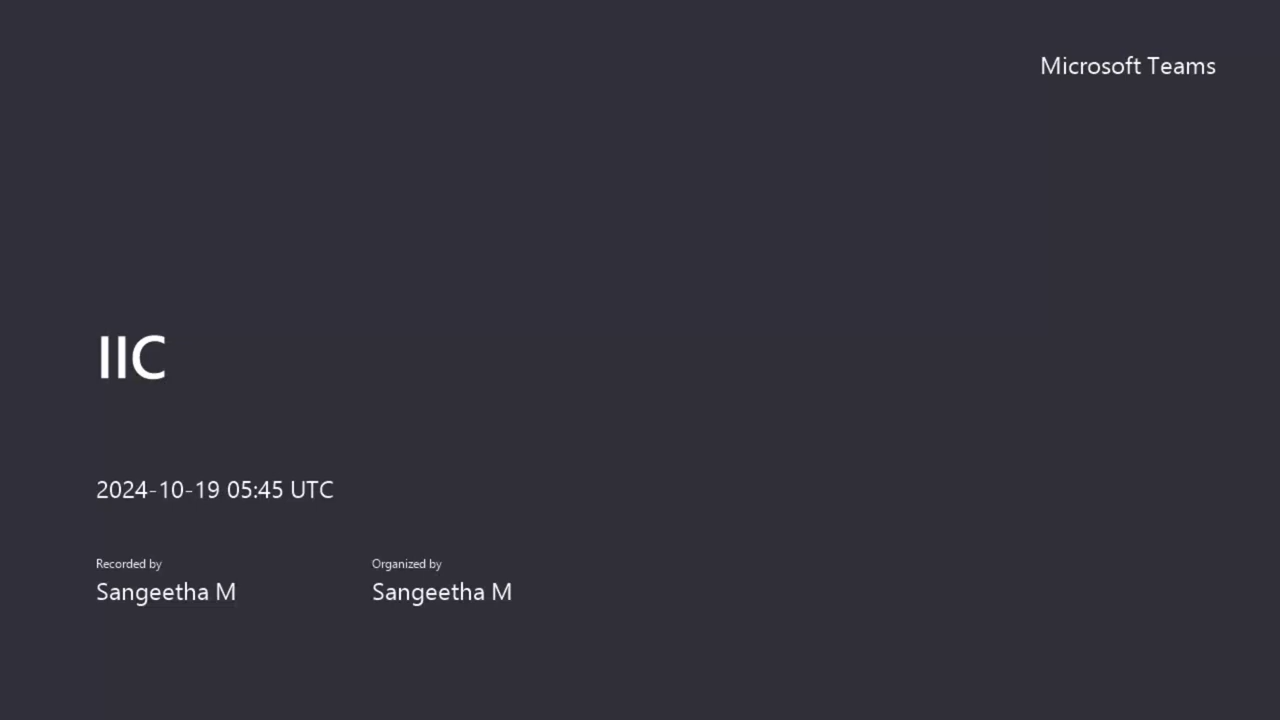 Microsoft Teams
IIC
2024-10-19 05:45 UTC
Recorded by
Sangeetha M
Organized by
Sangeetha M